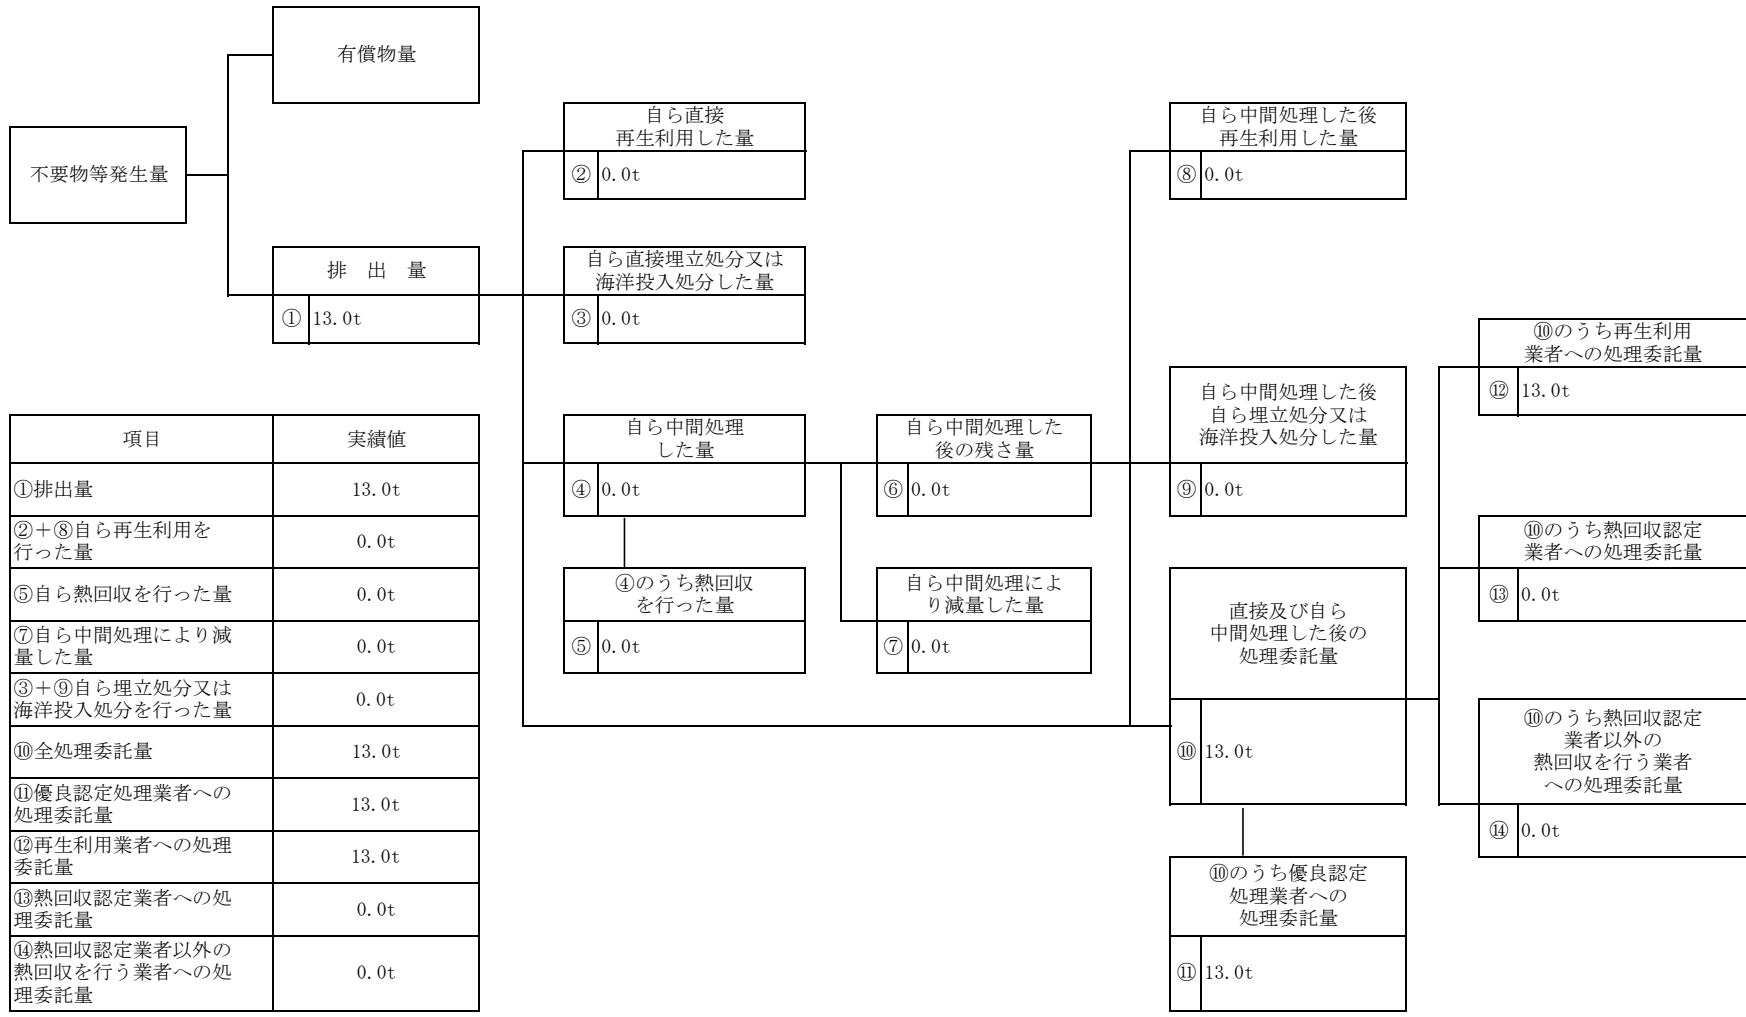 有償物量
不要物等発生量
排　出　量
① 13.0t
自ら直接
再生利用した量
② 0.0t
自ら直接埋立処分又は
海洋投入処分した量
③ 0.0t
自ら中間処理
した量
④ 0.0t
④のうち熱回収
を行った量
⑤ 0.0t
自ら中間処理した
後の残さ量
⑥ 0.0t
自ら中間処理によ
り減量した量
⑦ 0.0t
自ら中間処理した後
再生利用した量
⑧ 0.0t
自ら中間処理した後
自ら埋立処分又は
海洋投入処分した量
⑨ 0.0t
直接及び自ら
中間処理した後の
処理委託量
⑩ 13.0t
⑩のうち優良認定
処理業者への
処理委託量
⑪ 13.0t
⑩のうち再生利用
業者への処理委託量
⑫ 13.0t
⑩のうち熱回収認定
業者への処理委託量
⑬ 0.0t
⑩のうち熱回収認定
業者以外の
熱回収を行う業者
への処理委託量
⑭ 0.0t
項目 実績値
①排出量 13.0t
②＋⑧自ら再生利用を
行った量 0.0t
⑤自ら熱回収を行った量 0.0t
⑦自ら中間処理により減
量した量 0.0t
③＋⑨自ら埋立処分又は
海洋投入処分を行った量 0.0t
⑩全処理委託量 13.0t
⑪優良認定処理業者への
処理委託量 13.0t
⑫再生利用業者への処理
委託量 13.0t
⑬熱回収認定業者への処
理委託量 0.0t
⑭熱回収認定業者以外の
熱回収を行う業者への処
理委託量 0.0t